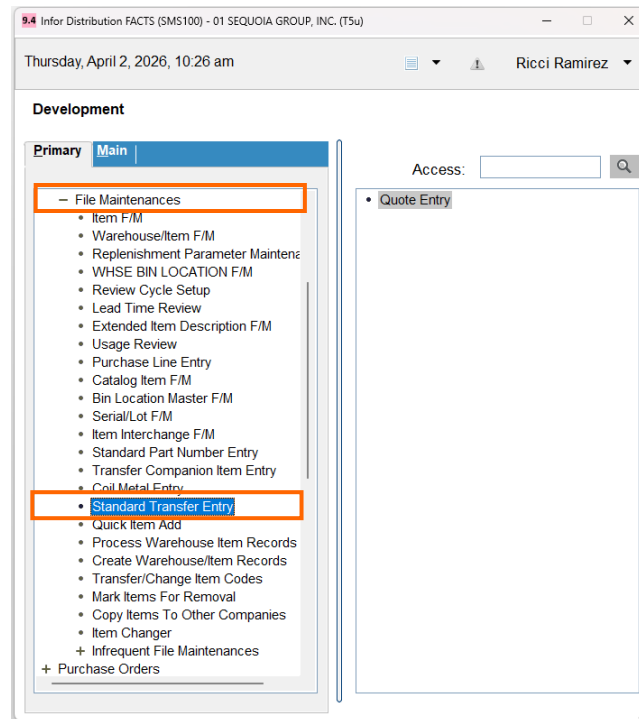 9.4 Infor Distribution FACTS (SMS100) - 01 SEQUOIA GROUP, INC. (T5u)
Thursday, April 2, 2026, 10:26 am
Ricci Ramirez
Development
Primary
Main
Access:
− File Maintenances
• Item F/M
• Warehouse/Item F/M
• Replenishment Parameter Maintena
• WHSE BIN LOCATION F/M
• Review Cycle Setup
• Lead Time Review
• Extended Item Description F/M
• Usage Review
• Purchase Line Entry
• Catalog Item F/M
• Bin Location Master F/M
• Serial/Lot F/M
• Item Interchange F/M
• Standard Part Number Entry
• Transfer Companion Item Entry
• Coil Metal Entry
• Standard Transfer Entry
• Quick Item Add
• Process Warehouse Item Records
• Create Warehouse/Item Records
• Transfer/Change Item Codes
• Mark Items For Removal
• Copy Items To Other Companies
• Item Changer
+ Infrequent File Maintenances
+ Purchase Orders
• Quote Entry